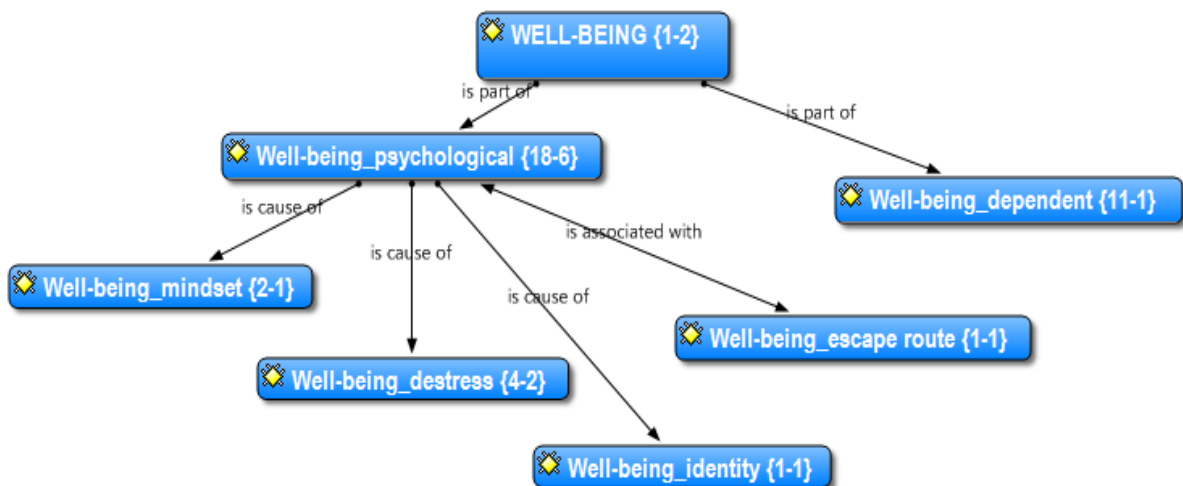 WELL-BEING {1-2}
is part of
is part of
Well-being_psychological {18-6}
Well-being_dependent {11-1}
is cause of
is associated with
is cause of
Well-being_mindset {2-1}
is cause of
Well-being_escape route {1-1}
Well-being_destress {4-2}
Well-being_identity {1-1}